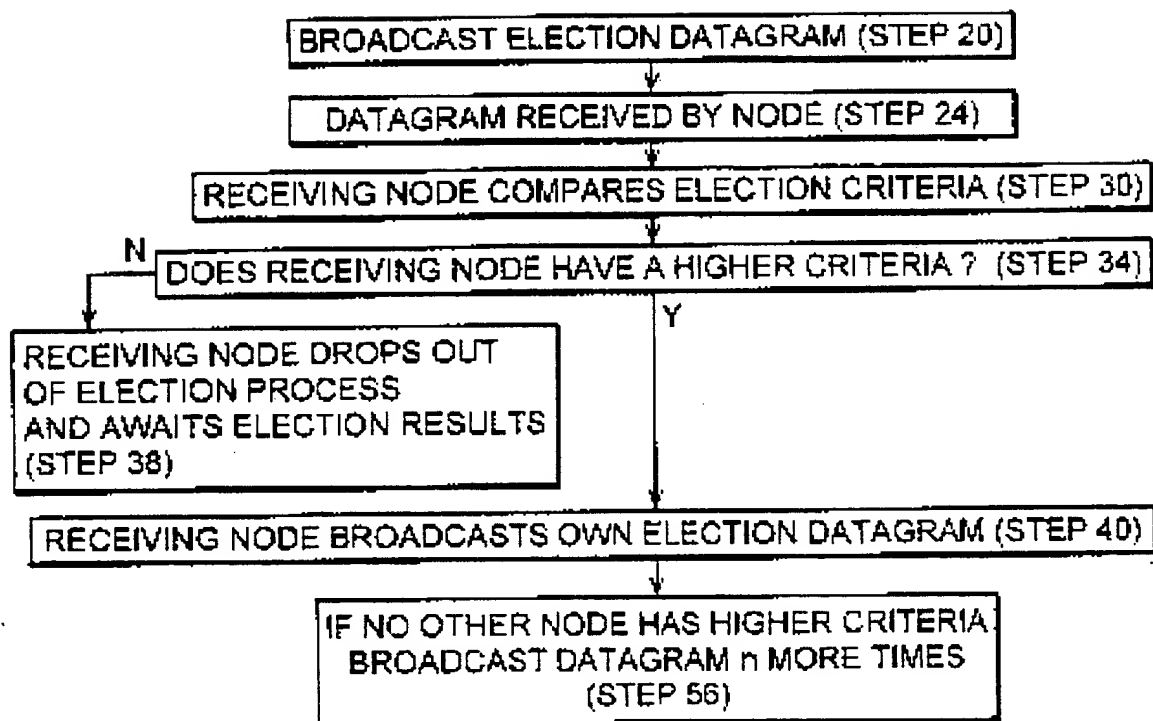 BROADCAST ELECTION DATAGRAM (STEP 20)
DATAGRAM RECEIVED BY NODE (STEP 24)
RECEIVING NODE COMPARES ELECTION CRITERIA (STEP 30)
N
DOES RECEIVING NODE HAVE A HIGHER CRITERIA ? (STEP 34)
Y
RECEIVING NODE DROPS OUT
OF ELECTION PROCESS
AND AWAITS ELECTION RESULTS
(STEP 38)
RECEIVING NODE BROADCASTS OWN ELECTION DATAGRAM (STEP 40)
IF NO OTHER NODE HAS HIGHER CRITERIA
BROADCAST DATAGRAM n MORE TIMES
(STEP 56)